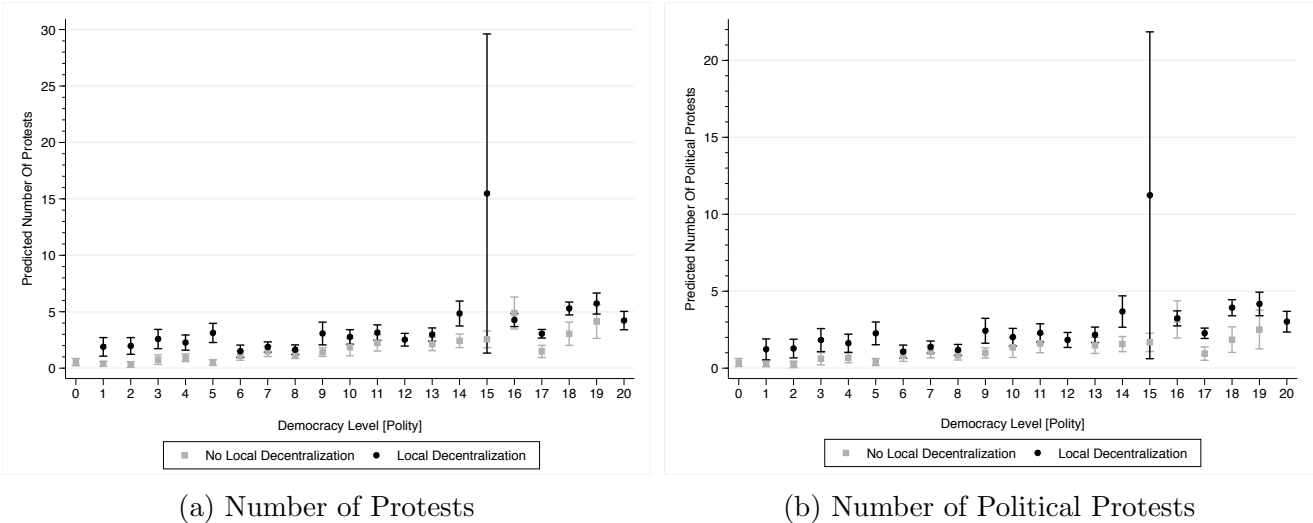 Predicted Number Of Protests
30
25
20
15
10
5
0
0 1 2 3 4 5 6 7 8 9 10 11 12 13 14 15 16 17 18 19 20
Democracy Level [Polity]
No Local Decentralization Local Decentralization
(a) Number of Protests
Predicted Number Of Political Protests
20
15
10
5
0
0 1 2 3 4 5 6 7 8 9 10 11 12 13 14 15 16 17 18 19 20
Democracy Level [Polity]
No Local Decentralization Local Decentralization
(b) Number of Political Protests